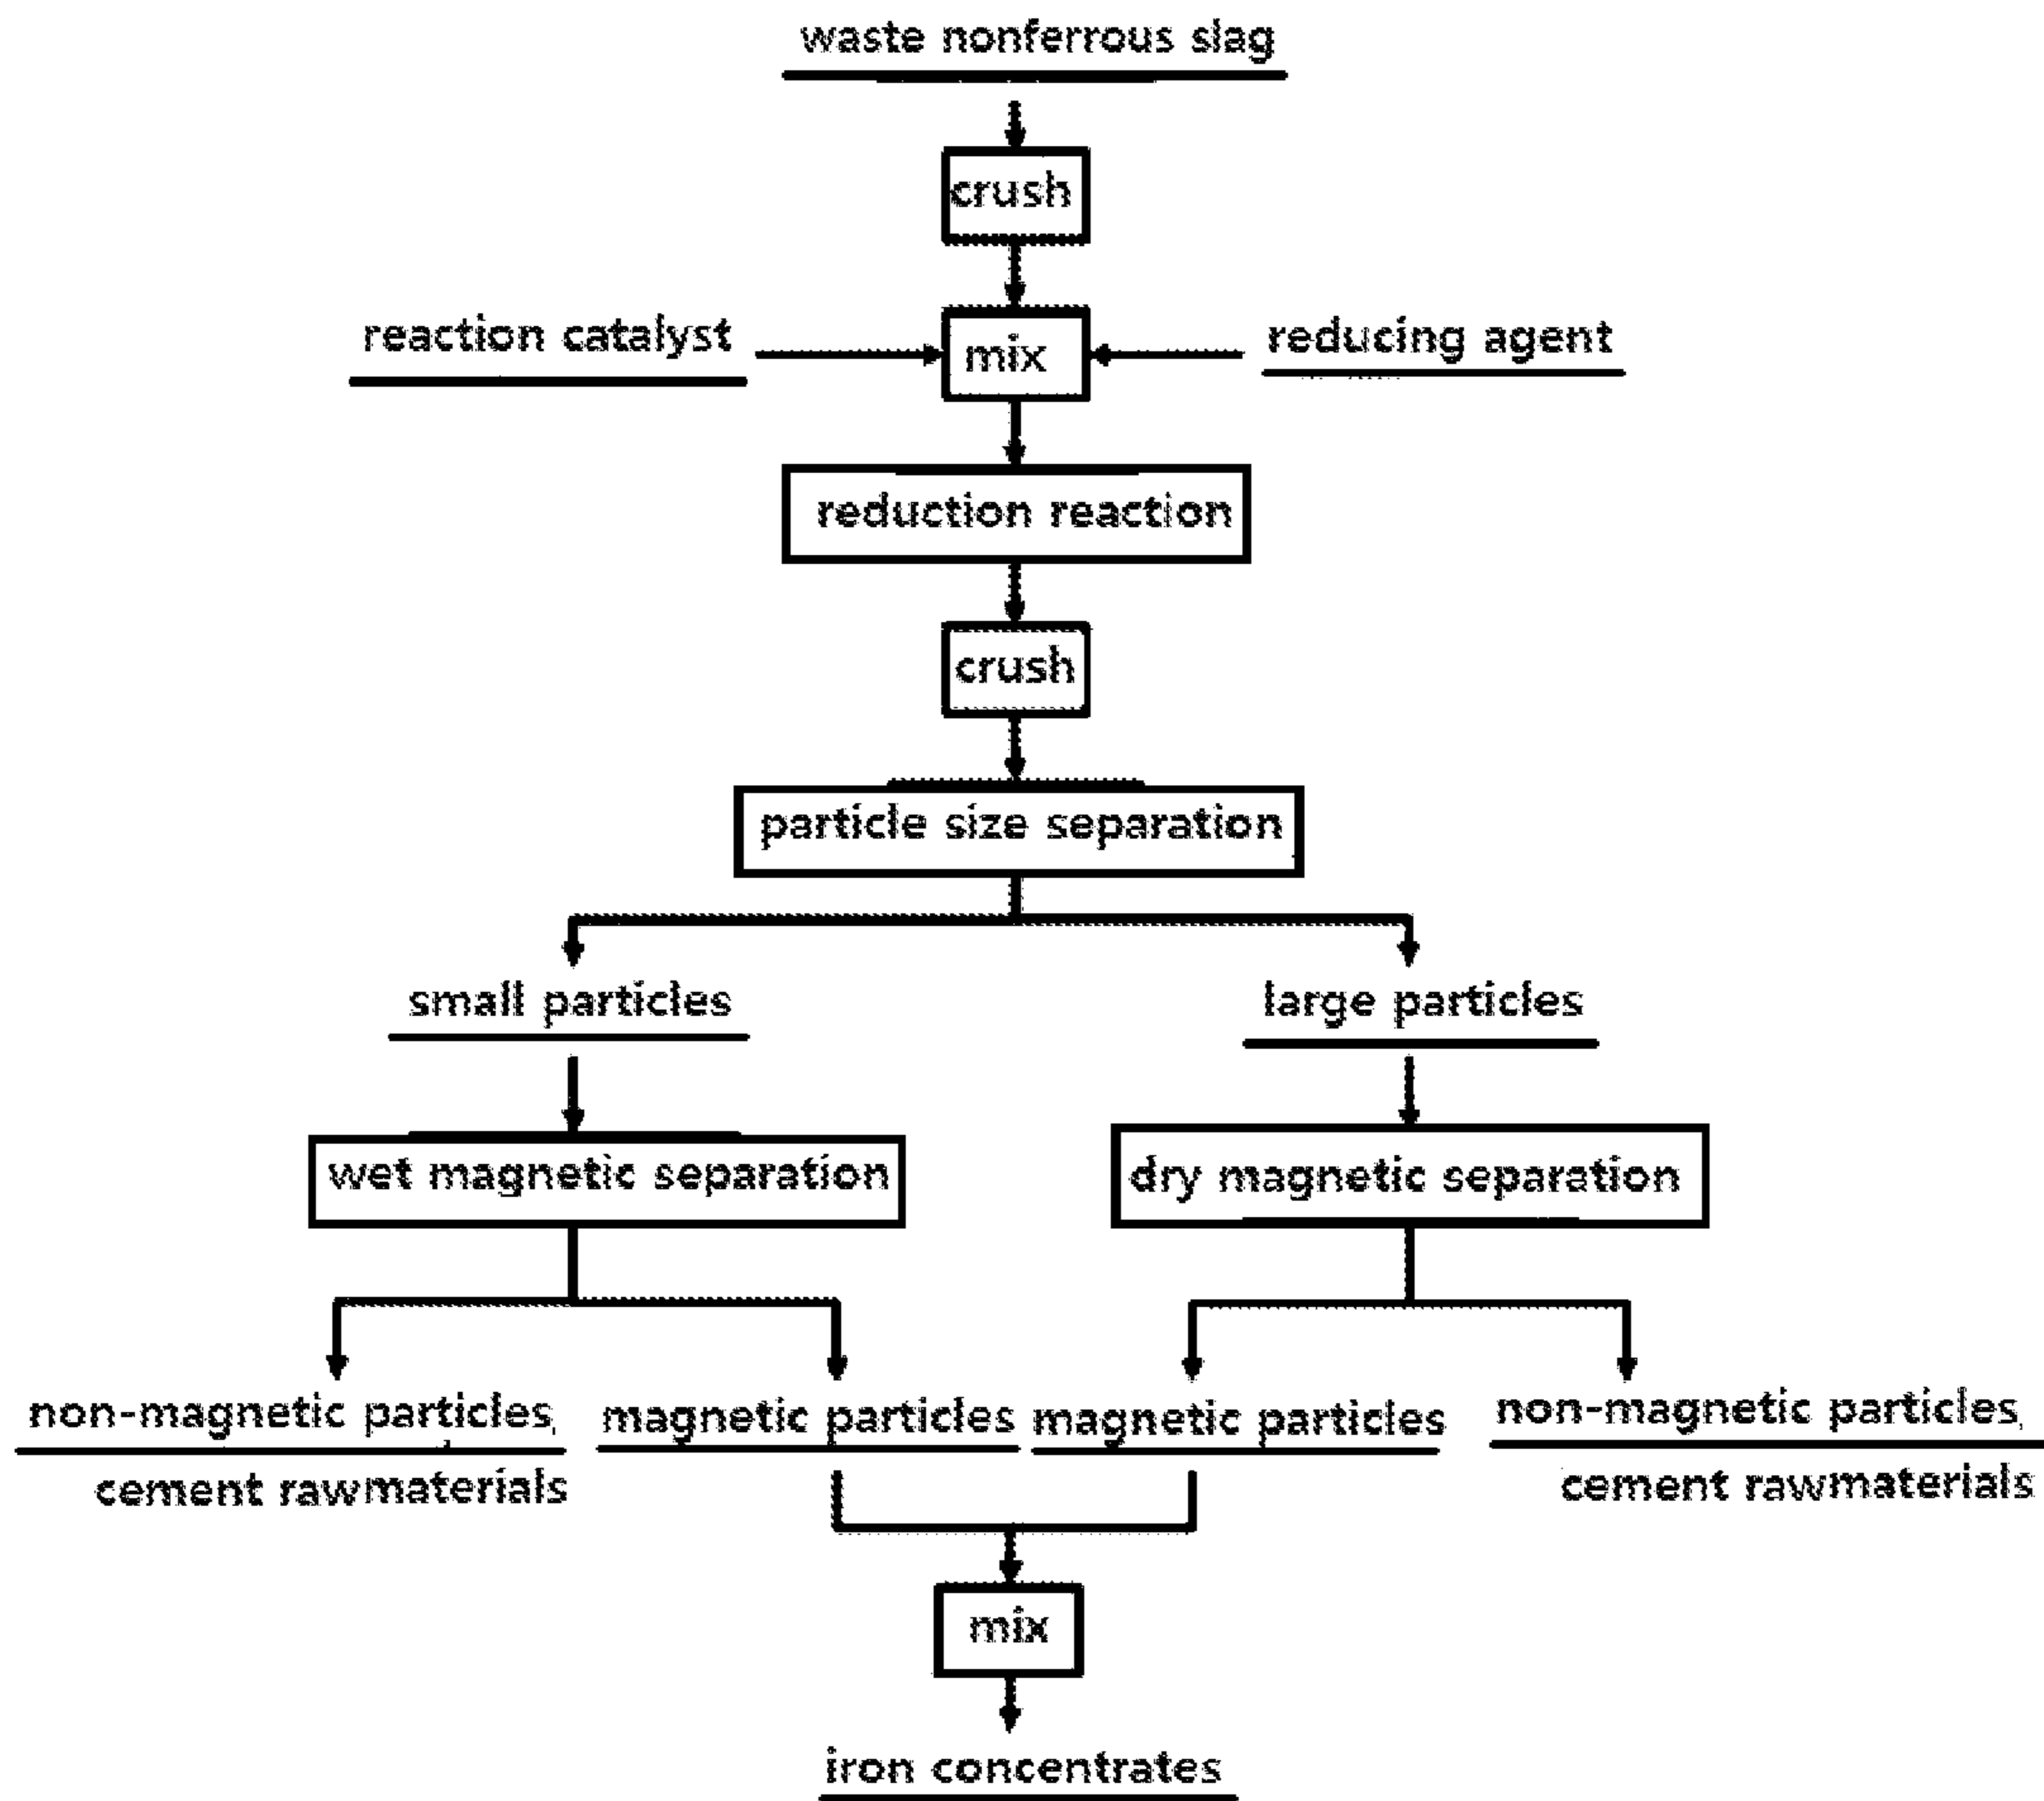 waste nonferrous slag
crush
reaction catalyst
mix
reducing agent
reduction reaction
crush
particle size separation
small particles
large particles
wet magnetic separation
dry magnetic separation
non-magnetic particles,
cement rawmaterials
magnetic particles
magnetic particles
non-magnetic particles,
cement rawmaterials
mix
iron concentrates